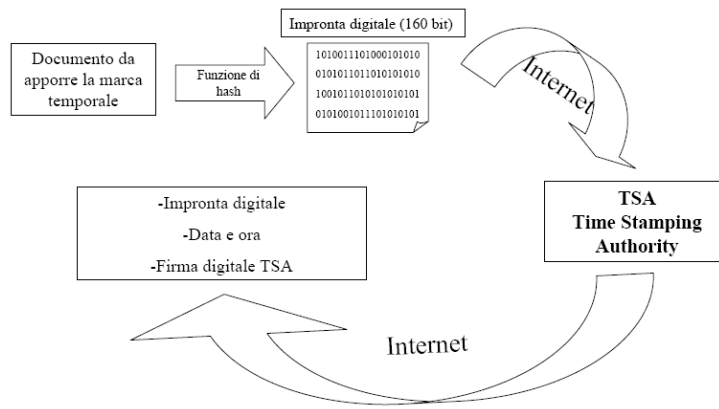 Impronta digitale (160 bit)
Documento da
apporre la marca
temporale
Funzione di
hash
1010011101000101010
0101011011010101010
1001011010101010101
0101001011101010101
Internet
TSA
Time Stamping
Authority
-Impronta digitale
-Data e ora
-Firma digitale TSA
Internet